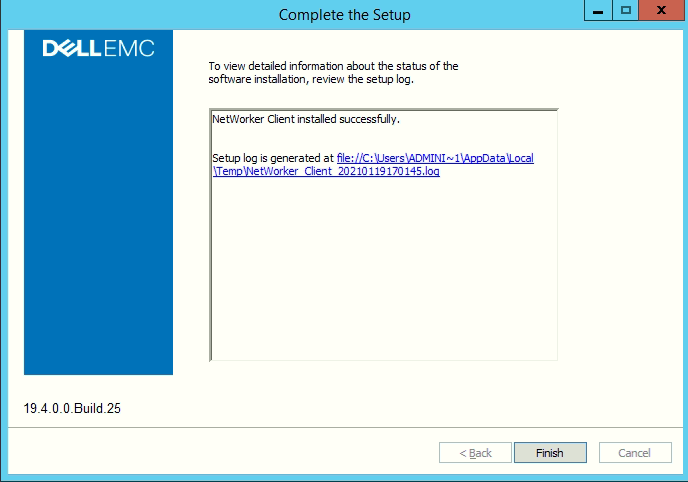 Complete the Setup
DELLEMC
To view detailed information about the status of the
software installation, review the setup log.
NetWorker Client installed successfully.
Setup log is generated at file://C:\Users\ADMINI~1\AppData\Local
\Temp\NetWorker_Client_20210119170145.log
19.4.0.0.Build.25
< Back
Finish
Cancel